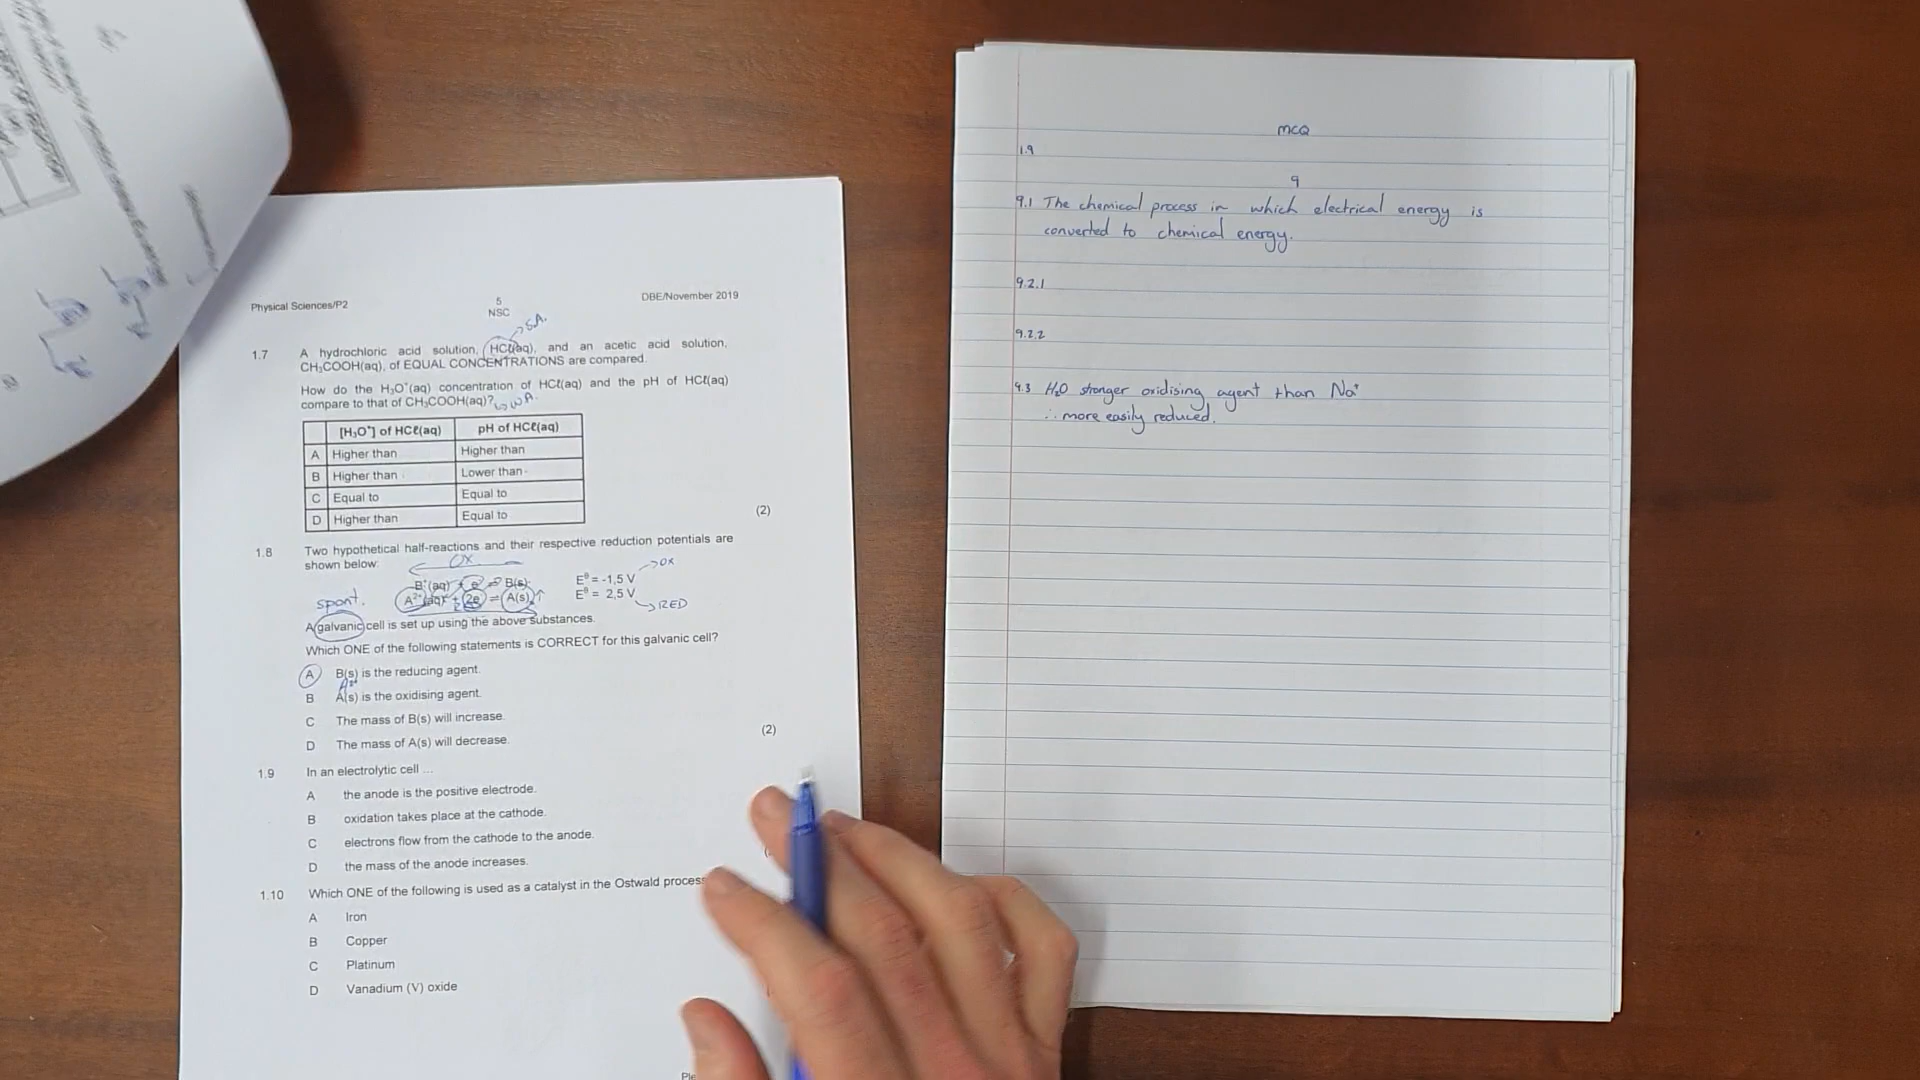 Physical Sciences/P2
5
NSC
DBE/November 2019
SA.
1.7 A hydrochloric acid solution, HCℓ(aq), and an acetic acid solution,
CH₃COOH(aq), of EQUAL CONCENTRATIONS are compared.
How do the H₃O⁺(aq) concentration of HCℓ(aq) and the pH of HCℓ(aq)
compare to that of CH₃COOH(aq)?
WA.
[H₃O⁺] of HCℓ(aq) pH of HCℓ(aq)
A Higher than Higher than
B Higher than Lower than
C Equal to Equal to
D Higher than Equal to
(2)
1.8 Two hypothetical half-reactions and their respective reduction potentials are
shown below:
OX
B⁺(aq) + e⁻ ⇌ B(s) Eᶿ = -1,5 V → OX
spont. A²⁺(aq) + 2e⁻ ⇌ A(s) ↑ Eᶿ = 2,5 V → RED
A galvanic cell is set up using the above substances.
Which ONE of the following statements is CORRECT for this galvanic cell?
A B(s) is the reducing agent.
A²⁺
B A(s) is the oxidising agent.
C The mass of B(s) will increase.
D The mass of A(s) will decrease.
(2)
1.9 In an electrolytic cell ...
A the anode is the positive electrode.
B oxidation takes place at the cathode.
C electrons flow from the cathode to the anode.
D the mass of the anode increases.
1.10 Which ONE of the following is used as a catalyst in the Ostwald process
A Iron
B Copper
C Platinum
D Vanadium (V) oxide
MCQ
1.9
9
9.1 The chemical process in which electrical energy is
converted to chemical energy.
9.2.1
9.2.2
9.3 H₂O stronger oxidising agent than Na⁺
∴ more easily reduced.